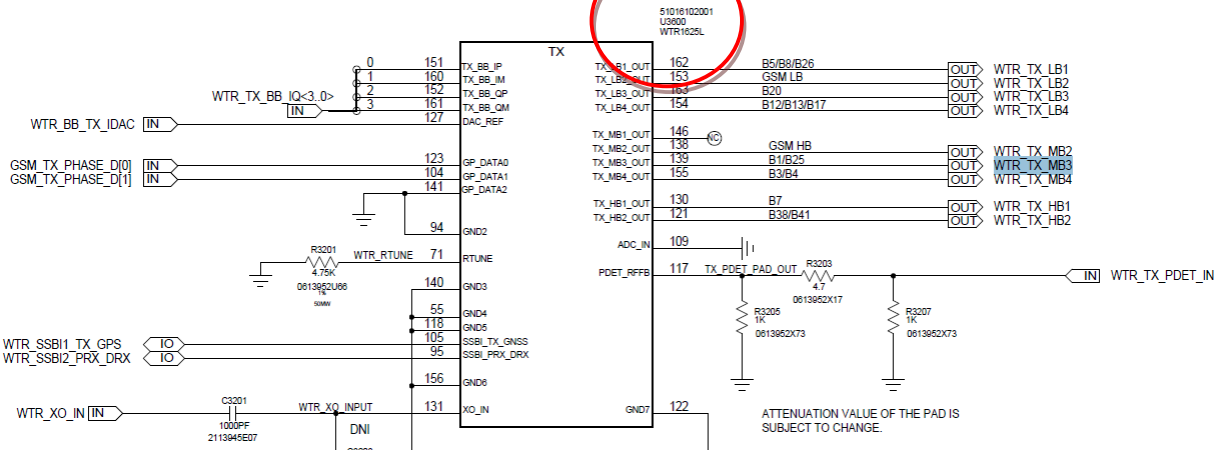 51016102001
U3600
WTR1625L
TX
0 151 TX_BB_IP TX_LB1_OUT 162 B5/B8/B26 OUT WTR_TX_LB1
1 160 TX_BB_IM TX_LB2_OUT 153 GSM LB OUT WTR_TX_LB2
WTR_TX_BB_IQ<3..0> 2 152 TX_BB_QP TX_LB3_OUT 163 B20 OUT WTR_TX_LB3
IN 3 161 TX_BB_QM TX_LB4_OUT 154 B12/B13/B17 OUT WTR_TX_LB4
WTR_BB_TX_IDAC IN 127 DAC_REF
TX_MB1_OUT 146 NC
TX_MB2_OUT 138 GSM HB OUT WTR_TX_MB2
GSM_TX_PHASE_D[0] IN 123 GP_DATA0 TX_MB3_OUT 139 B1/B25 OUT WTR_TX_MB3
GSM_TX_PHASE_D[1] IN 104 GP_DATA1 TX_MB4_OUT 155 B3/B4 OUT WTR_TX_MB4
141 GP_DATA2
TX_HB1_OUT 130 B7 OUT WTR_TX_HB1
TX_HB2_OUT 121 B38/B41 OUT WTR_TX_HB2
94 GND2
ADC_IN 109
R3201
WTR_RTUNE 71 RTUNE
4.75K
0613952U66
1%
50MW
PDET_RFFB 117 TX_PDET_PAD_OUT R3203 IN WTR_TX_PDET_IN
4.7
0613952X17
140 GND3
R3205
1K
0613952X73
R3207
1K
0613952X73
55 GND4
118 GND5
WTR_SSBI1_TX_GPS IO 105 SSBI_TX_GNSS
WTR_SSBI2_PRX_DRX IO 95 SSBI_PRX_DRX
156 GND6
C3201
WTR_XO_IN IN WTR_XO_INPUT 131 XO_IN GND7 122
1000PF
2113945E07
DNI
ATTENUATION VALUE OF THE PAD IS
SUBJECT TO CHANGE.